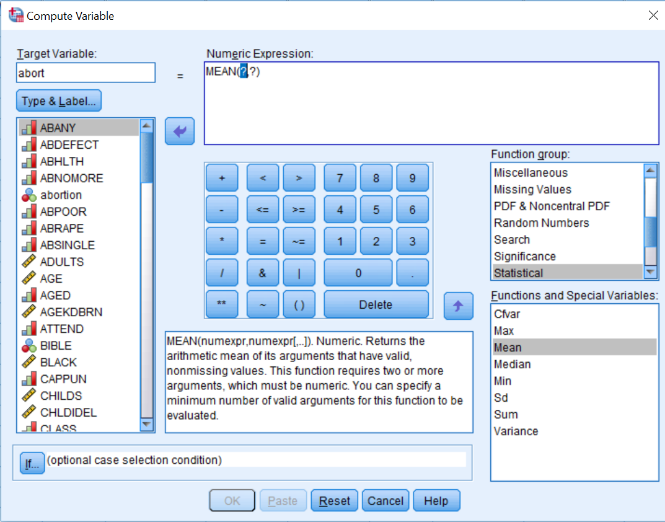 Compute Variable
Target Variable:
abort
=
Numeric Expression:
MEAN(?,?)
Type & Label...
ABANY
ABDEFECT
ABHLTH
ABNOMORE
abortion
ABPOOR
ABRAPE
ABSINGLE
ADULTS
AGE
AGED
AGEKDBRN
ATTEND
BIBLE
BLACK
CAPPUN
CHILDS
CHLDIDEL
CLASS
+ < > 7 8 9
- <= >= 4 5 6
* = ~= 1 2 3
/ & | 0 .
** ~ ( ) Delete
Function group:
Miscellaneous
Missing Values
PDF & Noncentral PDF
Random Numbers
Search
Significance
Statistical
Functions and Special Variables:
Cfvar
Max
Mean
Median
Min
Sd
Sum
Variance
MEAN(numexpr,numexpr[,..]). Numeric. Returns the
arithmetic mean of its arguments that have valid,
nonmissing values. This function requires two or more
arguments, which must be numeric. You can specify a
minimum number of valid arguments for this function to be
evaluated.
If... (optional case selection condition)
OK Paste Reset Cancel Help